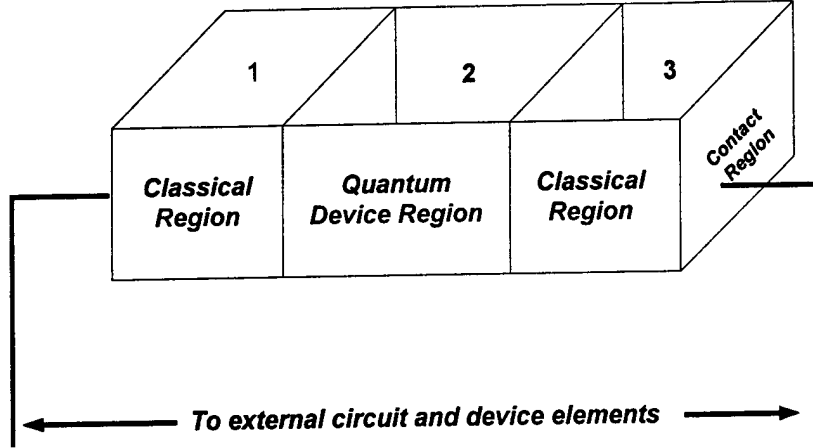 1
2
3
Classical
Region
Quantum
Device Region
Classical
Region
Contact
Region
To external circuit and device elements